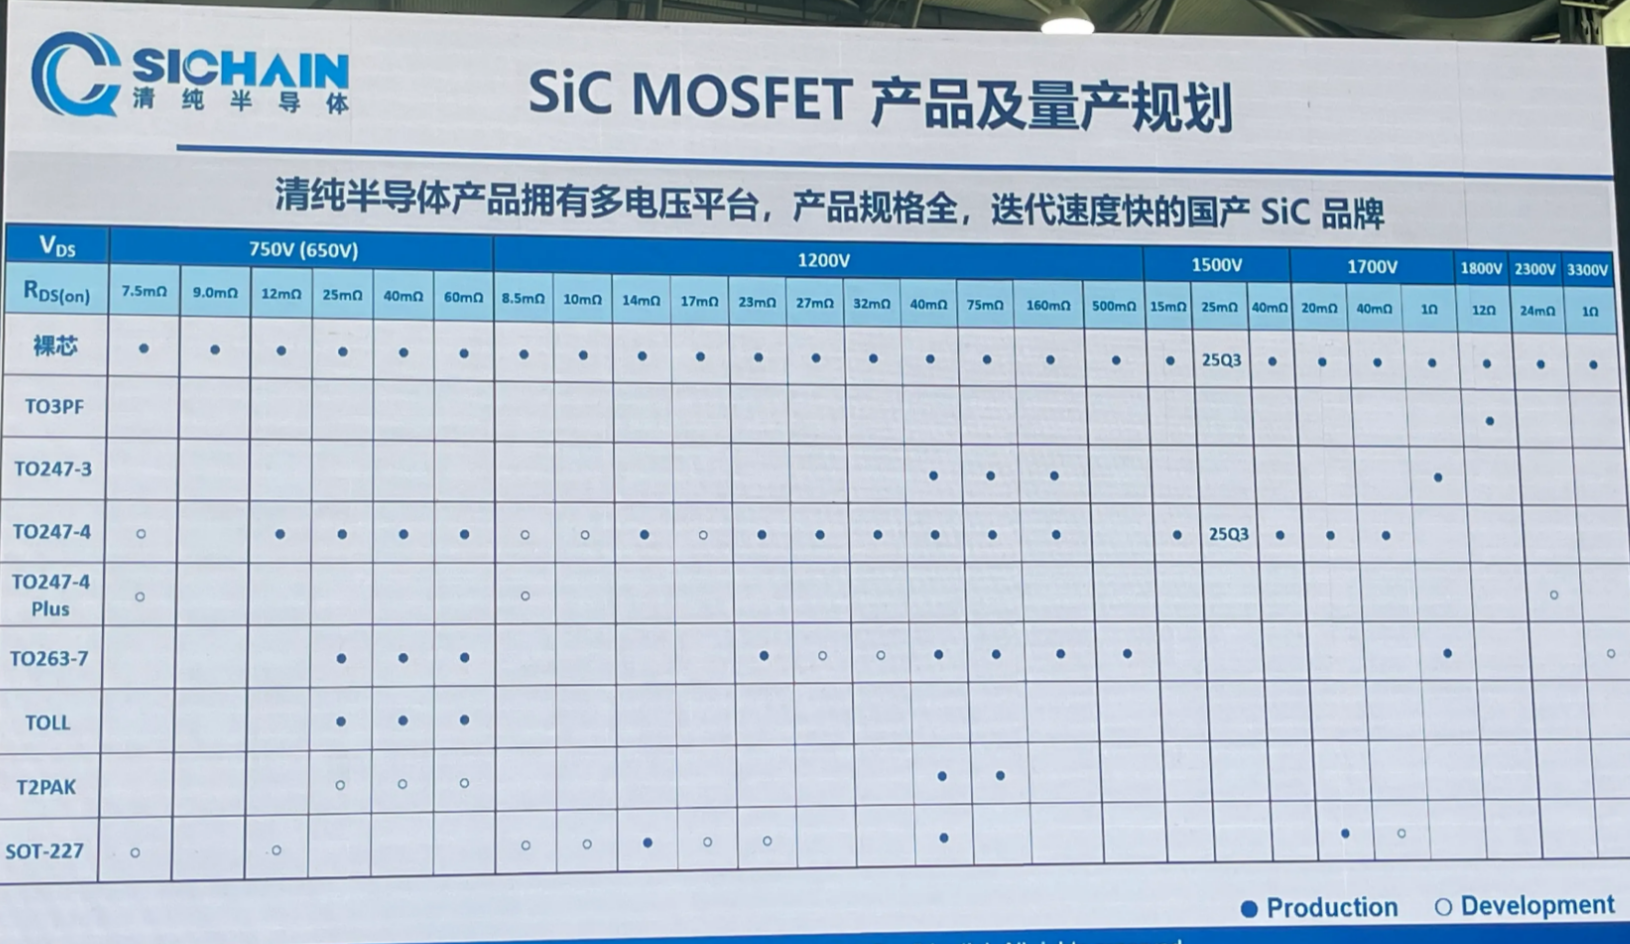 SICHAIN
清纯半导体
SiC MOSFET 产品及量产规划
清纯半导体产品拥有多电压平台，产品规格全，迭代速度快的国产 SiC 品牌
VDS 750V (650V) 1200V 1500V 1700V 1800V 2300V 3300V
RDS(on) 7.5mΩ 9.0mΩ 12mΩ 25mΩ 40mΩ 60mΩ 8.5mΩ 10mΩ 14mΩ 17mΩ 23mΩ 27mΩ 32mΩ 40mΩ 75mΩ 160mΩ 500mΩ 15mΩ 25mΩ 40mΩ 20mΩ 40mΩ 1Ω 12Ω 24mΩ 1Ω
裸芯 ● ● ● ● ● ● ● ● ● ● ● ● ● ● ● ● ● ● 25Q3 ● ● ● ● ● ● ●
TO3PF ●
TO247-3 ● ● ● ●
TO247-4 ○ ● ● ● ● ○ ○ ● ○ ● ● ● ● ● ● ● 25Q3 ● ● ●
TO247-4 Plus ○ ○ ○
TO263-7 ● ● ● ● ○ ○ ● ● ● ● ● ○
TOLL ● ● ●
T2PAK ○ ○ ○ ● ●
SOT-227 ○ ○ ○ ○ ● ○ ○ ● ● ○
● Production ○ Development